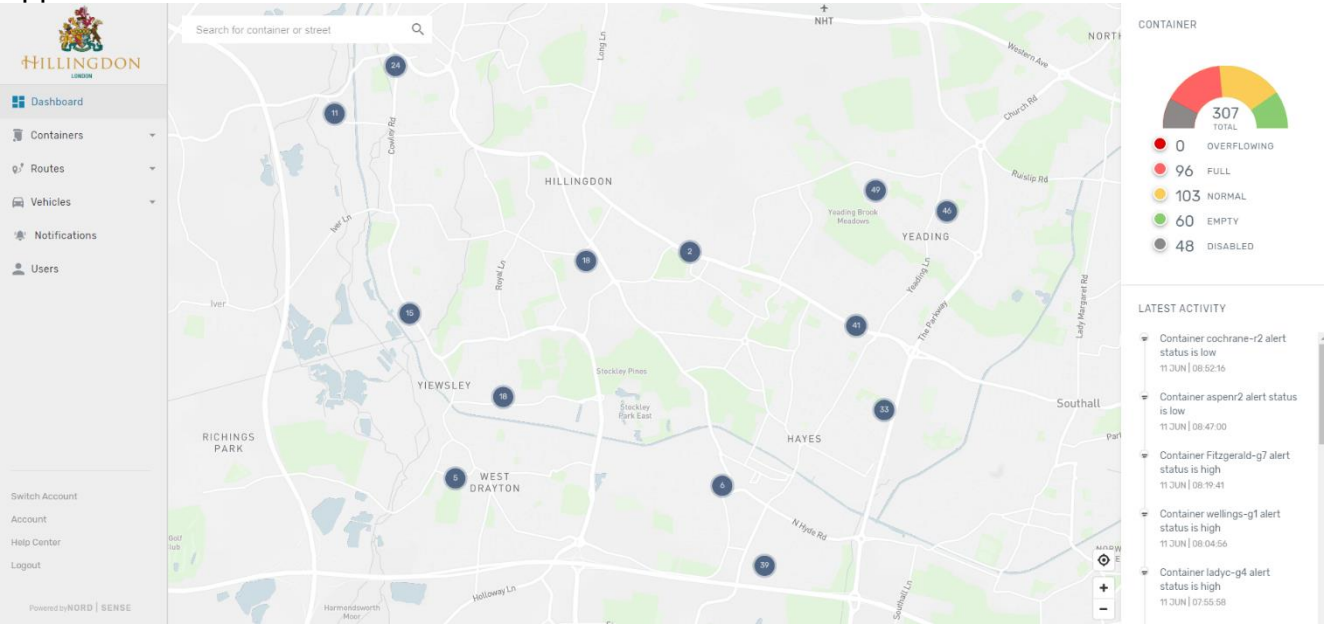 HILLINGDON
LONDON
Dashboard
Containers
Routes
Vehicles
Notifications
Users
Switch Account
Account
Help Center
Logout
Powered by NORD | SENSE
Search for container or street
NHT
Long Ln
Western Ave
24
11
Church Rd
Cowley Rd
HILLINGDON
Ruislip Rd
49
46
Yeading Brook
Meadows
Iver Ln
YEADING
2
18
Royal Ln
Yeading Ln
Lady Margaret Rd
Iver
15
41
The Parkway
Stockley Pines
YIEWSLEY
18
Stockley
Park East
33
Southall
RICHINGS
PARK
HAYES
5
WEST
DRAYTON
6
N Hyde Rd
39
Holloway Ln
Harmondsworth
Moor
Southall Ln
+
−
CONTAINER
307
TOTAL
0 OVERFLOWING
96 FULL
103 NORMAL
60 EMPTY
48 DISABLED
LATEST ACTIVITY
Container cochrane-r2 alert
status is low
11 JUN | 08:52:16
Container aspenr2 alert status
is low
11 JUN | 08:47:00
Container Fitzgerald-g7 alert
status is high
11 JUN | 08:19:41
Container wellings-g1 alert
status is high
11 JUN | 08:04:56
Container ladyc-g4 alert
status is high
11 JUN | 07:55:58